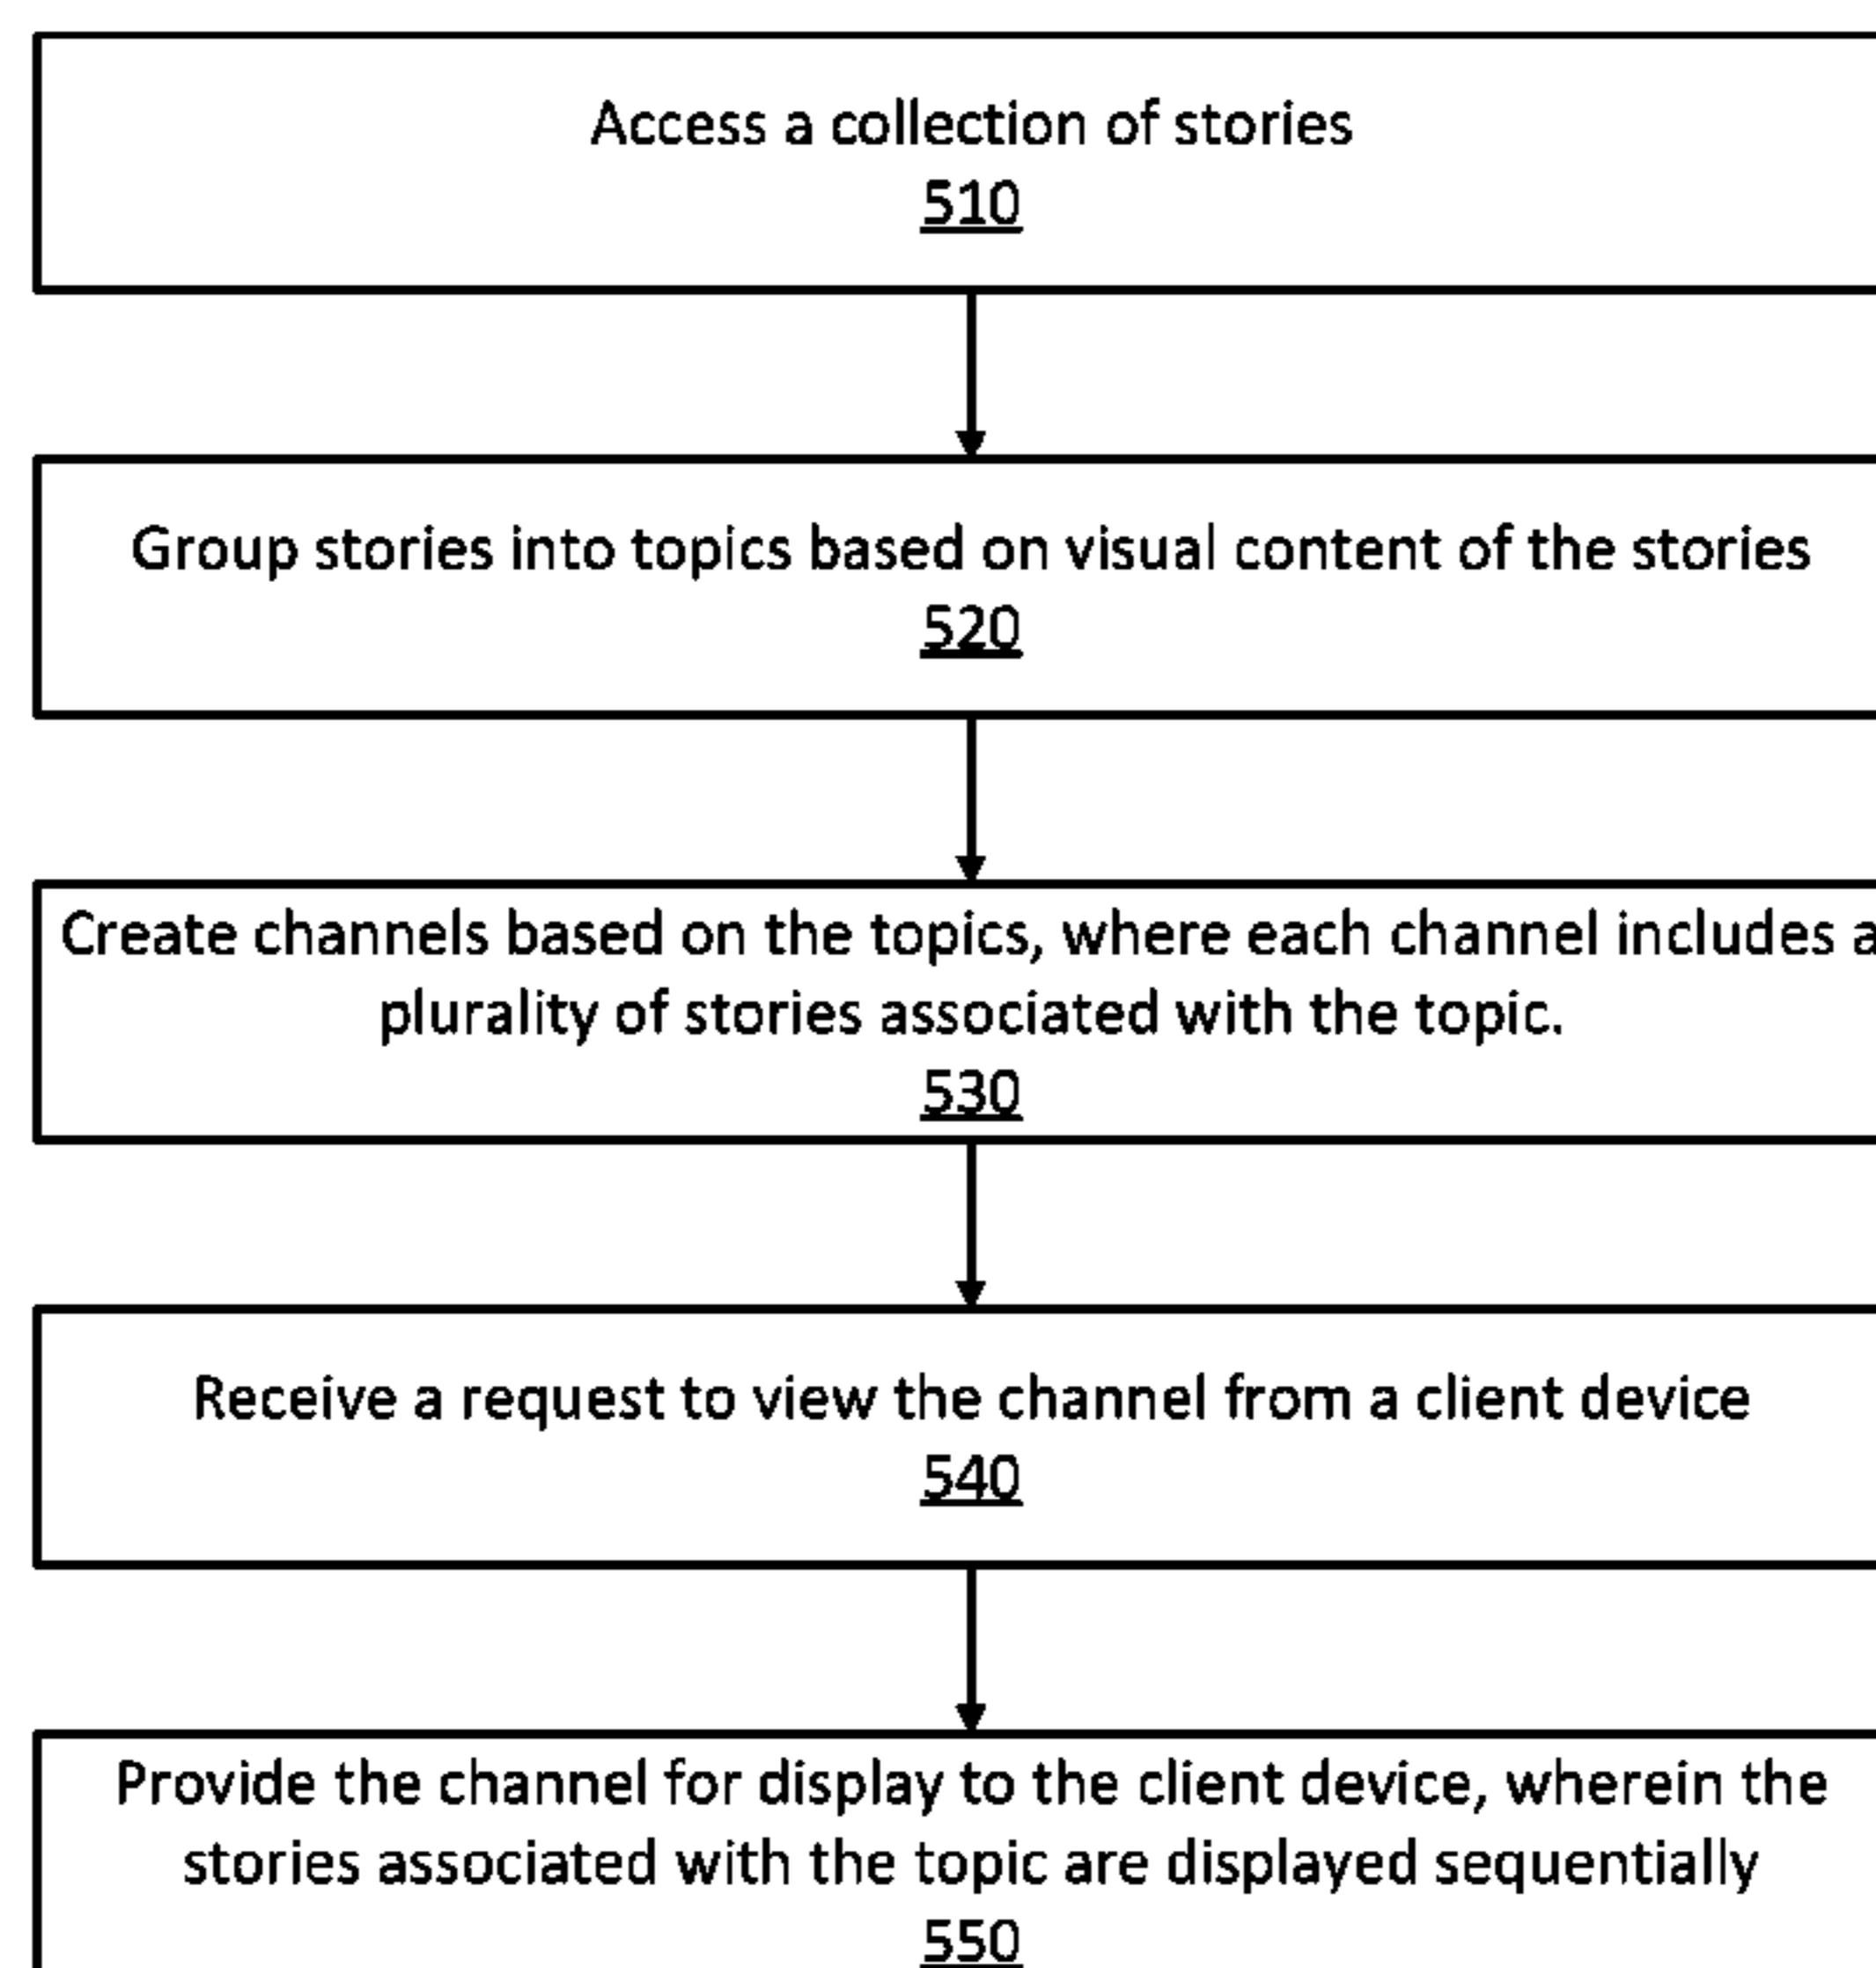 Access a collection of stories
510
Group stories into topics based on visual content of the stories
520
Create channels based on the topics, where each channel includes a
plurality of stories associated with the topic.
530
Receive a request to view the channel from a client device
540
Provide the channel for display to the client device, wherein the
stories associated with the topic are displayed sequentially
550